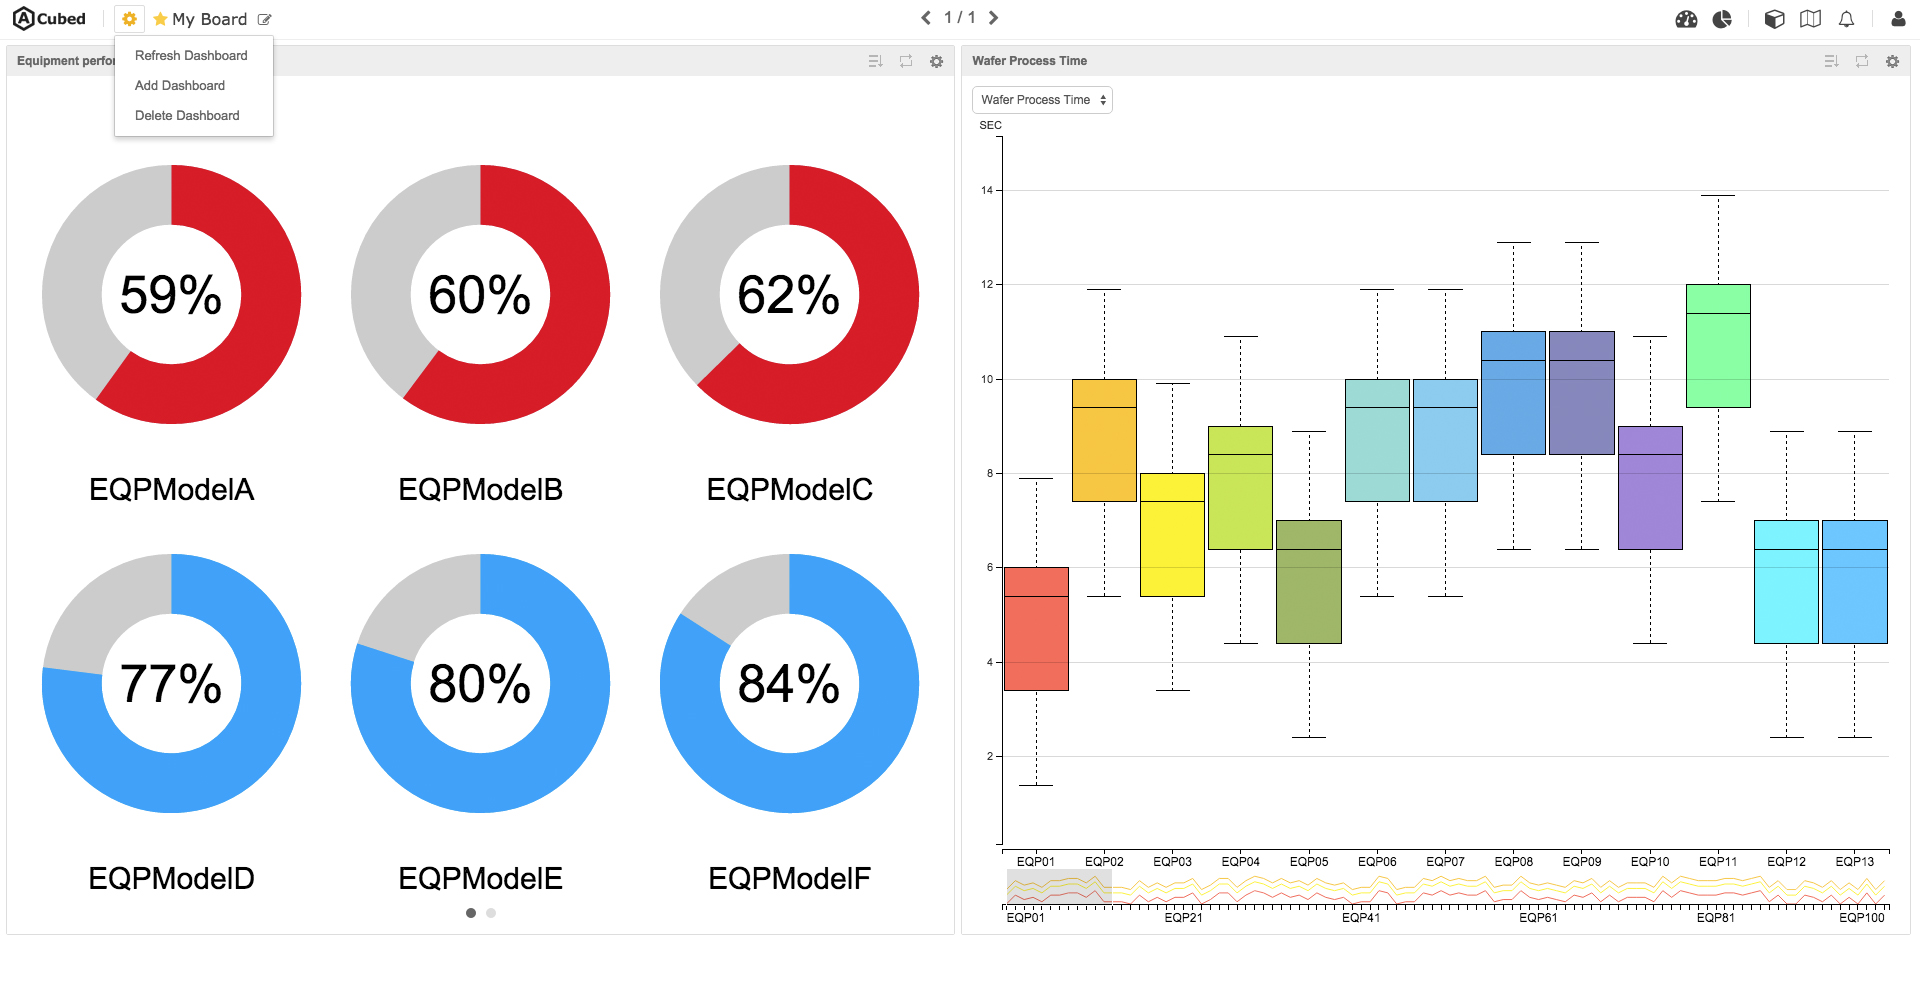 A Cubed
My Board
1 / 1
Refresh Dashboard
Add Dashboard
Delete Dashboard
Equipment perfor
59%
60%
62%
EQPModelA
EQPModelB
EQPModelC
77%
80%
84%
EQPModelD
EQPModelE
EQPModelF
Wafer Process Time
Wafer Process Time
SEC
14
12
10
8
6
4
2
EQP01 EQP02 EQP03 EQP04 EQP05 EQP06 EQP07 EQP08 EQP09 EQP10 EQP11 EQP12 EQP13
EQP01 EQP21 EQP41 EQP61 EQP81 EQP100